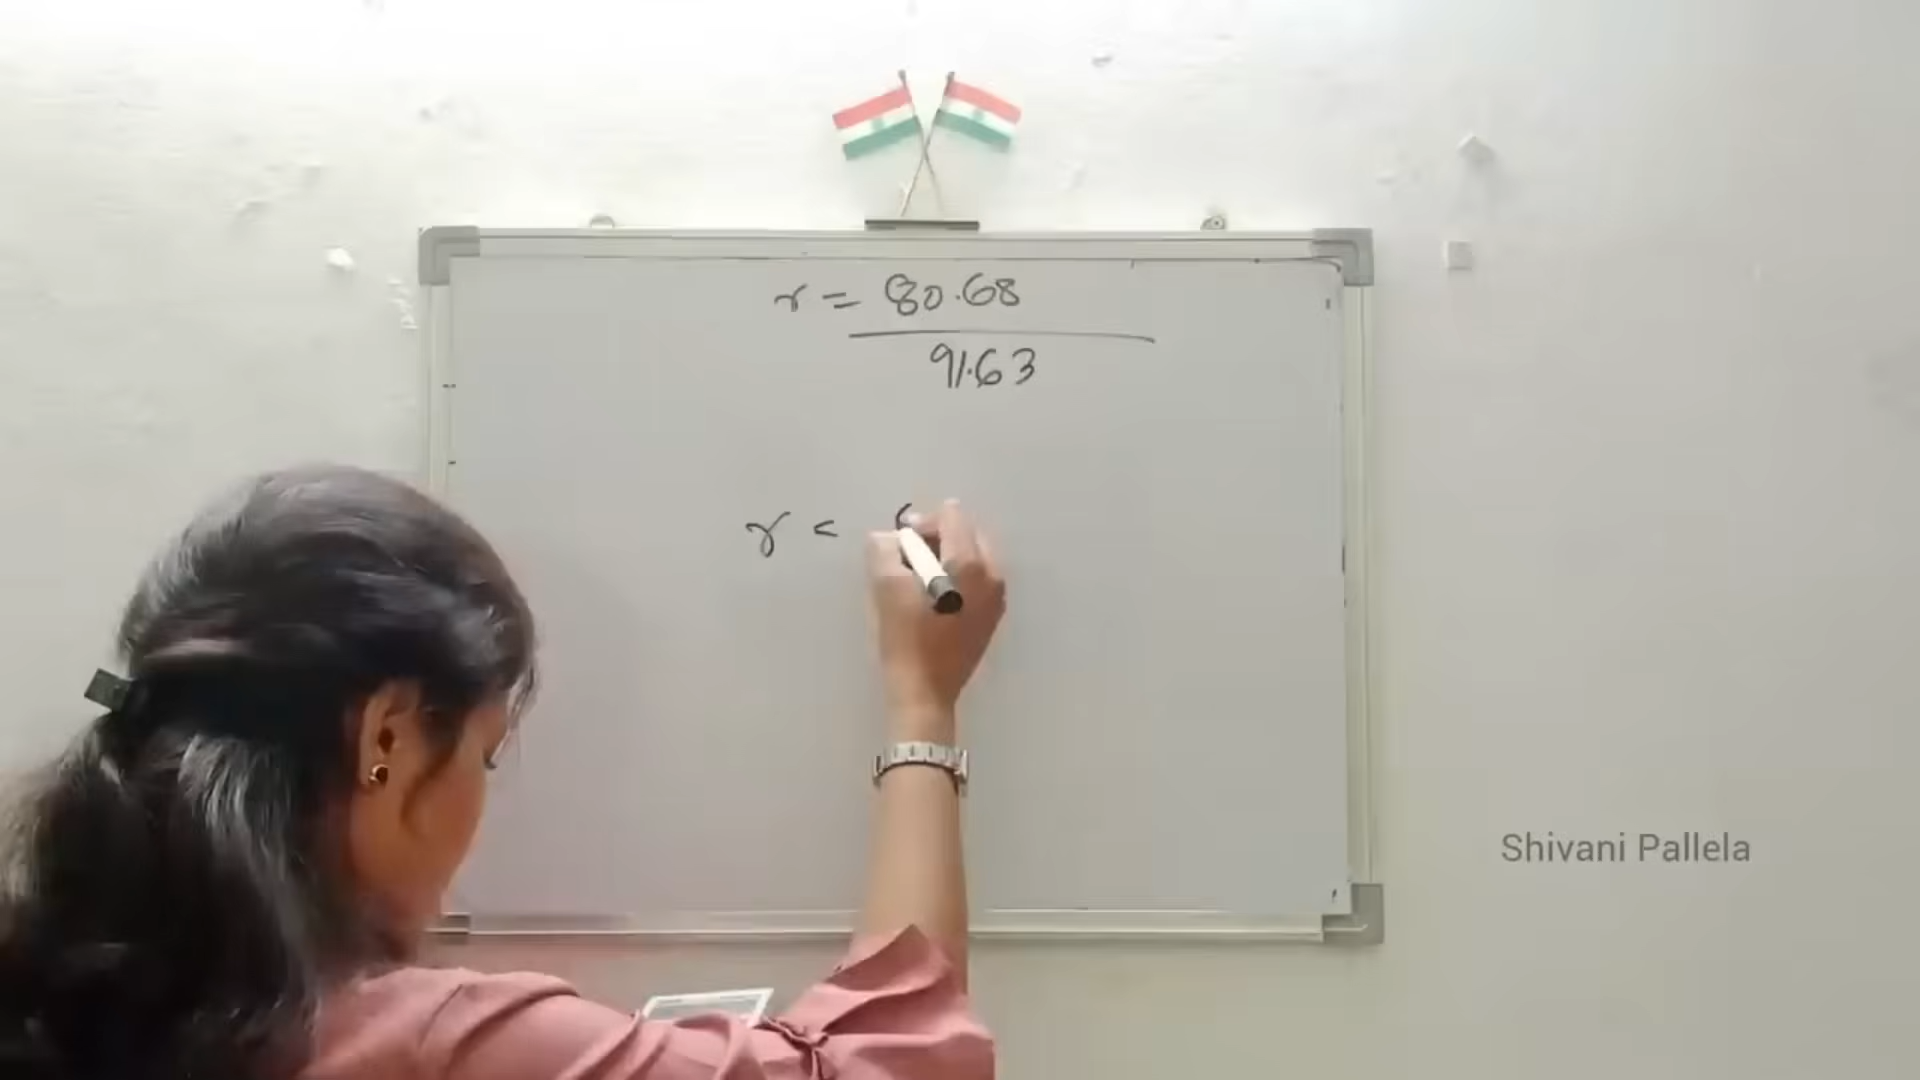 r = 80.68
91.63
r <
Shivani Pallela